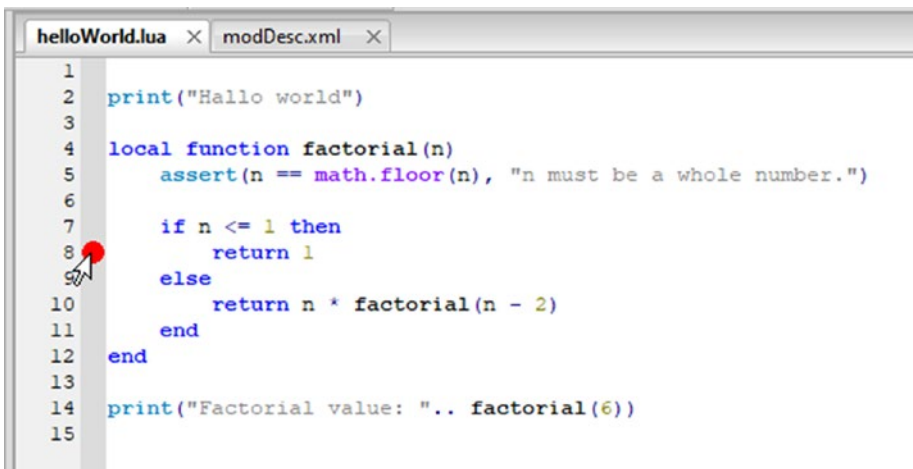 helloWorld.lua × modDesc.xml ×
1
2 print("Hallo world")
3
4 local function factorial(n)
5 assert(n == math.floor(n), "n must be a whole number.")
6
7 if n <= 1 then
8 return 1
9 else
10 return n * factorial(n - 2)
11 end
12 end
13
14 print("Factorial value: ".. factorial(6))
15